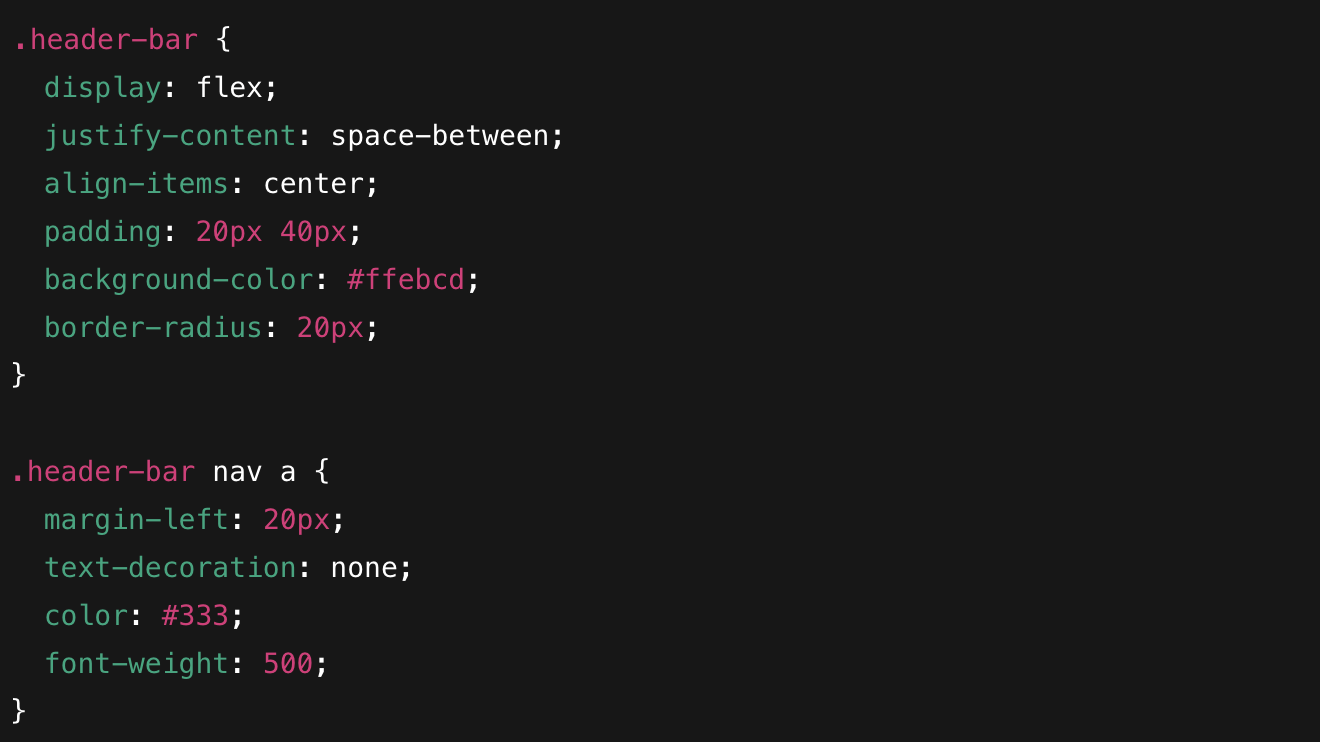 .header-bar {
  display: flex;
  justify-content: space-between;
  align-items: center;
  padding: 20px 40px;
  background-color: #ffebcd;
  border-radius: 20px;
}

.header-bar nav a {
  margin-left: 20px;
  text-decoration: none;
  color: #333;
  font-weight: 500;
}